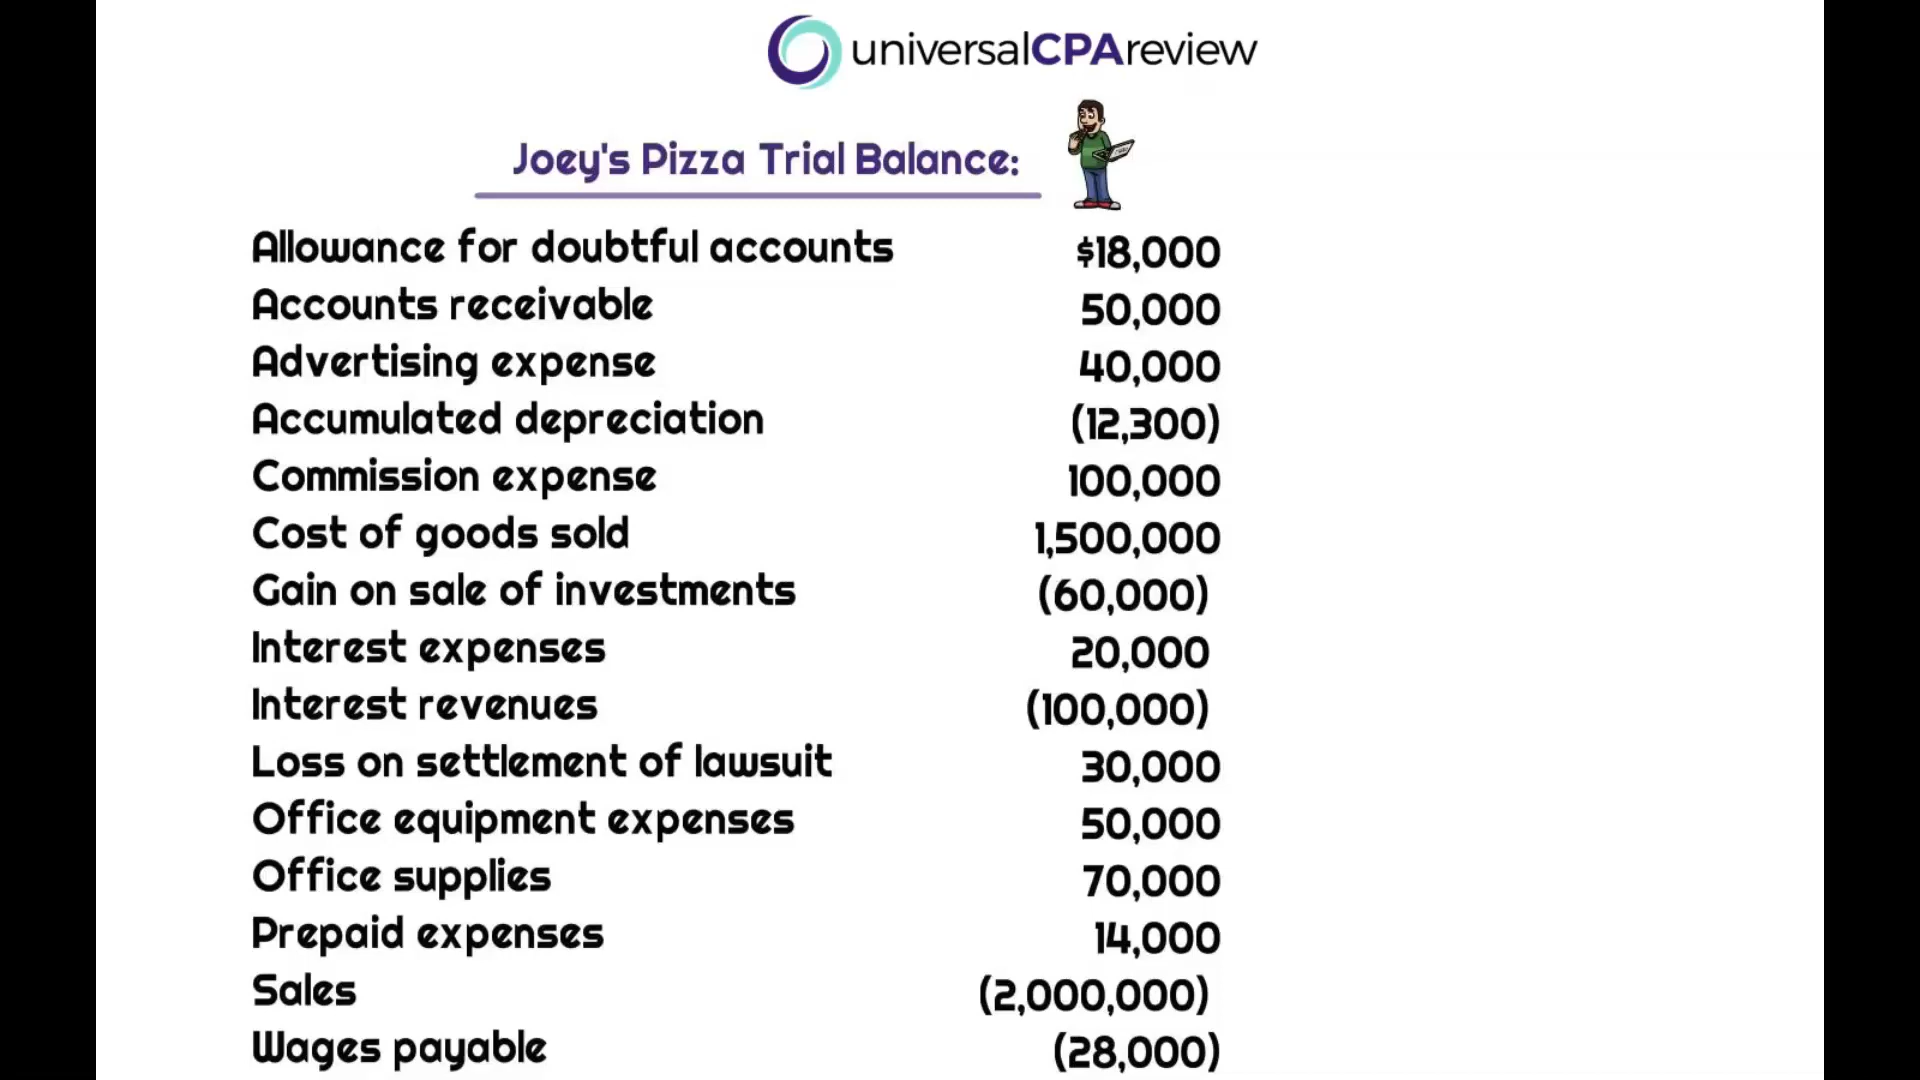 universalCPAreview
Joey's Pizza Trial Balance:
Allowance for doubtful accounts $18,000
Accounts receivable 50,000
Advertising expense 40,000
Accumulated depreciation (12,300)
Commission expense 100,000
Cost of goods sold 1,500,000
Gain on sale of investments (60,000)
Interest expenses 20,000
Interest revenues (100,000)
Loss on settlement of lawsuit 30,000
Office equipment expenses 50,000
Office supplies 70,000
Prepaid expenses 14,000
Sales (2,000,000)
Wages payable (28,000)